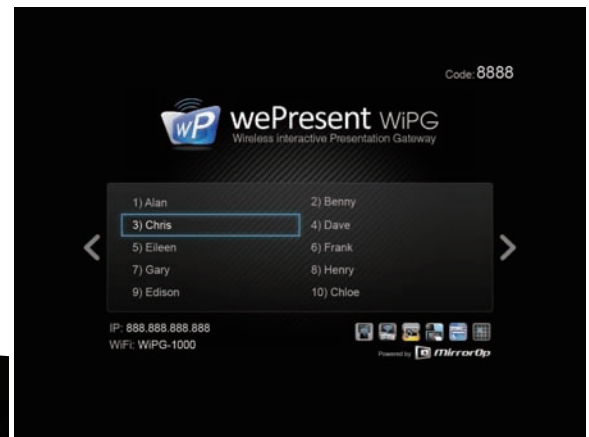 Code: 8888
wP wePresent WiPG
Wireless interactive Presentation Gateway
1) Alan 2) Benny
3) Chris 4) Dave
5) Eileen 6) Frank
7) Gary 8) Henry
9) Edison 10) Chloe
IP: 888.888.888.888
WiFi: WiPG-1000
Powered by MirrorOp